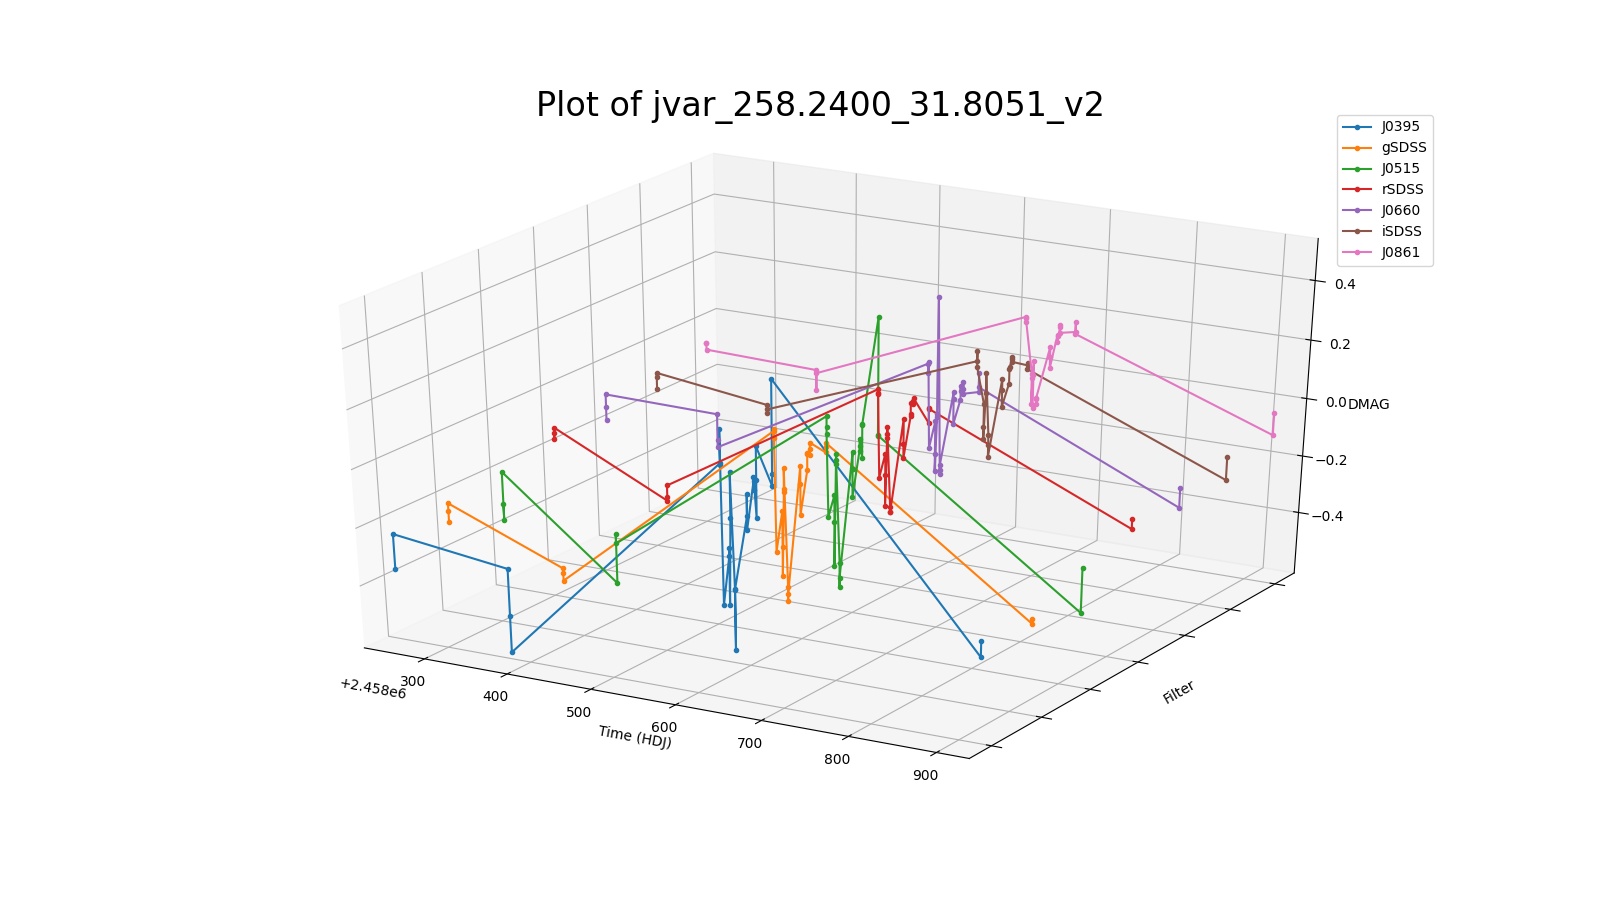 Plot of jvar_258.2400_31.8051_v2
J0395
gSDSS
J0515
rSDSS
J0660
iSDSS
J0861
0.4
0.2
0.0
DMAG
−0.2
−0.4
Filter
300
400
500
600
700
800
900
+2.458e6
Time (HDJ)